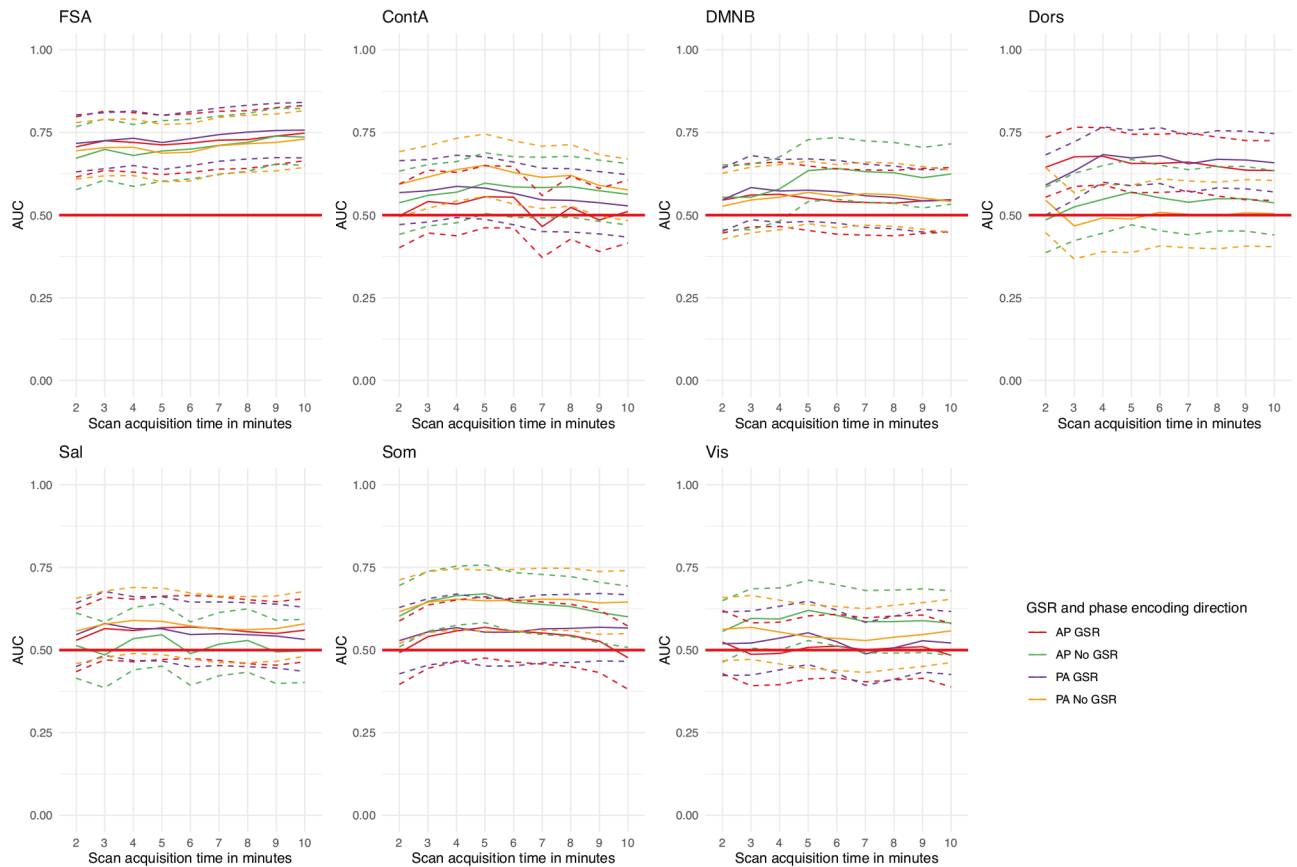 FSA
ContA
DMNB
Dors
1.00
1.00
1.00
1.00
0.75
0.75
0.75
0.75
AUC
AUC
AUC
AUC
0.50
0.50
0.50
0.50
0.25
0.25
0.25
0.25
0.00
0.00
0.00
0.00
2 3 4 5 6 7 8 9 10
2 3 4 5 6 7 8 9 10
2 3 4 5 6 7 8 9 10
2 3 4 5 6 7 8 9 10
Scan acquisition time in minutes
Scan acquisition time in minutes
Scan acquisition time in minutes
Scan acquisition time in minutes
Sal
Som
Vis
1.00
1.00
1.00
0.75
0.75
0.75
AUC
AUC
AUC
0.50
0.50
0.50
0.25
0.25
0.25
0.00
0.00
0.00
2 3 4 5 6 7 8 9 10
2 3 4 5 6 7 8 9 10
2 3 4 5 6 7 8 9 10
Scan acquisition time in minutes
Scan acquisition time in minutes
Scan acquisition time in minutes
GSR and phase encoding direction
AP GSR
AP No GSR
PA GSR
PA No GSR